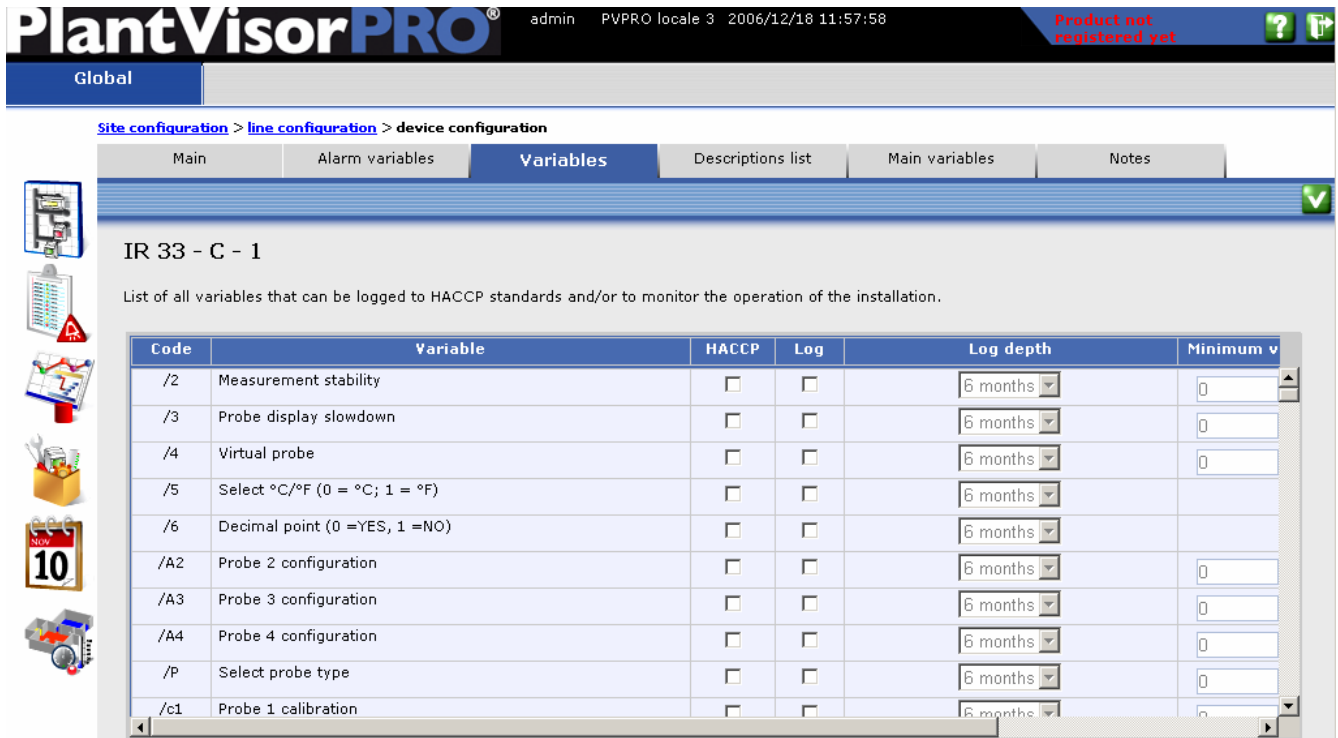 PlantVisorPRO® admin PVPRO locale 3 2006/12/18 11:57:58 Product not
registered yet ?
Global
Site configuration > line configuration > device configuration
Main Alarm variables Variables Descriptions list Main variables Notes
IR 33 - C - 1
List of all variables that can be logged to HACCP standards and/or to monitor the operation of the installation.
Code Variable HACCP Log Log depth Minimum v
/2 Measurement stability 6 months 0
/3 Probe display slowdown 6 months 0
/4 Virtual probe 6 months 0
/5 Select °C/°F (0 = °C; 1 = °F) 6 months
/6 Decimal point (0 =YES, 1 =NO) 6 months
NOV
10
/A2 Probe 2 configuration 6 months 0
/A3 Probe 3 configuration 6 months 0
/A4 Probe 4 configuration 6 months 0
/P Select probe type 6 months 0
/c1 Probe 1 calibration 6 months 0